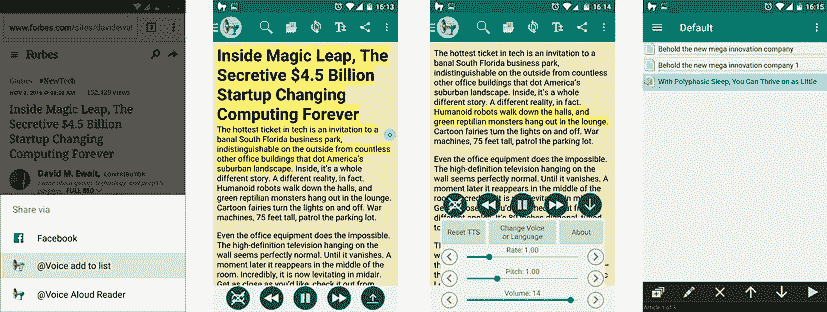 www.forbes.com/sites/davidewal
Forbes
Games #NewTech
NOV 8, 2016 @ 09:20 AM 152,429 VIEWS
Inside Magic Leap, The
Secretive $4.5 Billion
Startup Changing
Computing Forever
David M. Ewalt, CONTRIBUTOR
FULL BIO
Share via
Facebook
@Voice add to list
@Voice Aloud Reader
16:13
Inside Magic Leap, The
Secretive $4.5 Billion
Startup Changing
Computing Forever
The hottest ticket in tech is an invitation to a
banal South Florida business park,
indistinguishable on the outside from countless
other office buildings that dot America's
suburban landscape. Inside, it's a whole
different story. A different reality, in fact.
Humanoid robots walk down the halls, and
green reptilian monsters hang out in the lounge.
Cartoon fairies turn the lights on and off. War
machines, 75 feet tall, patrol the parking lot.
Even the office equipment does the impossible.
The high-definition television hanging on the
wall seems perfectly normal. Until it vanishes. A
moment later it reappears in the middle of the
room. Incredibly, it is now levitating in midair.
Get as close as you'd like, check it out from
16:14
The hottest ticket in tech is an invitation to a
banal South Florida business park,
indistinguishable on the outside from countless
other office buildings that dot America's
suburban landscape. Inside, it's a whole
different story. A different reality, in fact.
Humanoid robots walk down the halls, and
green reptilian monsters hang out in the lounge.
Cartoon fairies turn the lights on and off. War
machines, 75 feet tall, patrol the parking lot.
Even the office equipment does the impossible.
The high-definition television hanging on the
wall seems perfectly normal. Until it vanishes. A
moment later it reappears in the middle of the
Reset TTS
Change Voice
or Language
About
Rate: 1.00
Pitch: 1.00
Volume: 14
16:15
Default
Behold the new mega innovation company
Behold the new mega innovation company 1
With Polyphasic Sleep, You Can Thrive on as Little
Article 1 of 3